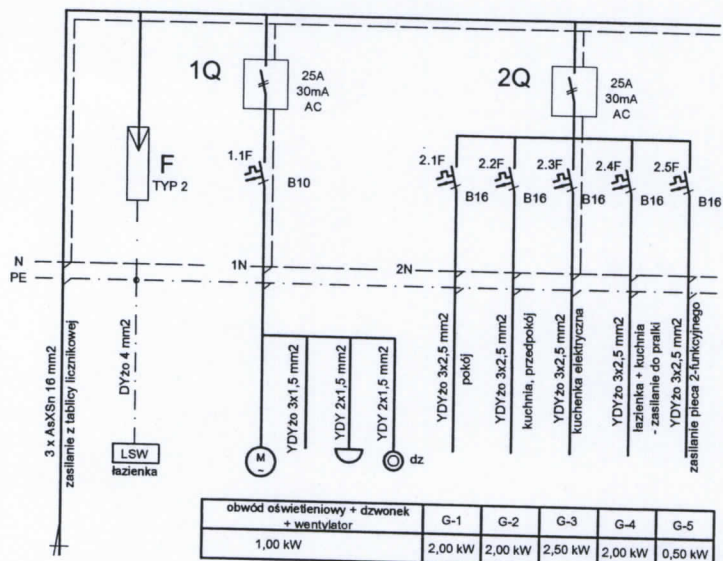 1Q
25A
30mA
AC
2Q
25A
30mA
AC
F
TYP 2
1.1F
B10
2.1F
B16
2.2F
B16
2.3F
B16
2.4F
B16
2.5F
B16
N
PE
1N
2N
3 x AsXSn 16 mm2
zasilanie z tablicy licznikowej
DYżo 4 mm2
LSW
łazienka
M
~
YDYżo 3x1,5 mm2
YDY 2x1,5 mm2
YDY 2x1,5 mm2
dz
YDYżo 3x2,5 mm2
pokój
YDYżo 3x2,5 mm2
kuchnia, przedpokój
YDYżo 3x2,5 mm2
kuchenka elektryczna
YDYżo 3x2,5 mm2
łazienka + kuchnia
- zasilanie do pralki
YDYżo 3x2,5 mm2
zasilanie pieca 2-funkcyjnego
obwód oświetleniowy + dzwonek
+ wentylator
G-1
G-2
G-3
G-4
G-5
1,00 kW
2,00 kW
2,00 kW
2,50 kW
2,00 kW
0,50 kW